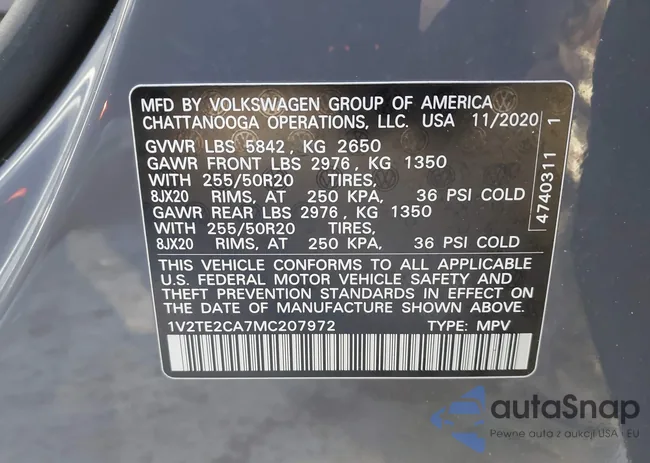 MFD BY VOLKSWAGEN GROUP OF AMERICA
CHATTANOOGA OPERATIONS, LLC. USA 11/2020
GVWR LBS 5842, KG 2650
GAWR FRONT LBS 2976, KG 1350
WITH 255/50R20 TIRES,
8JX20 RIMS, AT 250 KPA, 36 PSI COLD
GAWR REAR LBS 2976, KG 1350
WITH 255/50R20 TIRES,
8JX20 RIMS, AT 250 KPA, 36 PSI COLD
THIS VEHICLE CONFORMS TO ALL APPLICABLE
U.S. FEDERAL MOTOR VEHICLE SAFETY AND
THEFT PREVENTION STANDARDS IN EFFECT ON
THE DATE OF MANUFACTURE SHOWN ABOVE.
1V2TE2CA7MC207972 TYPE: MPV
4740311 1
autoSnap
Pewne auta z aukcji USA · EU